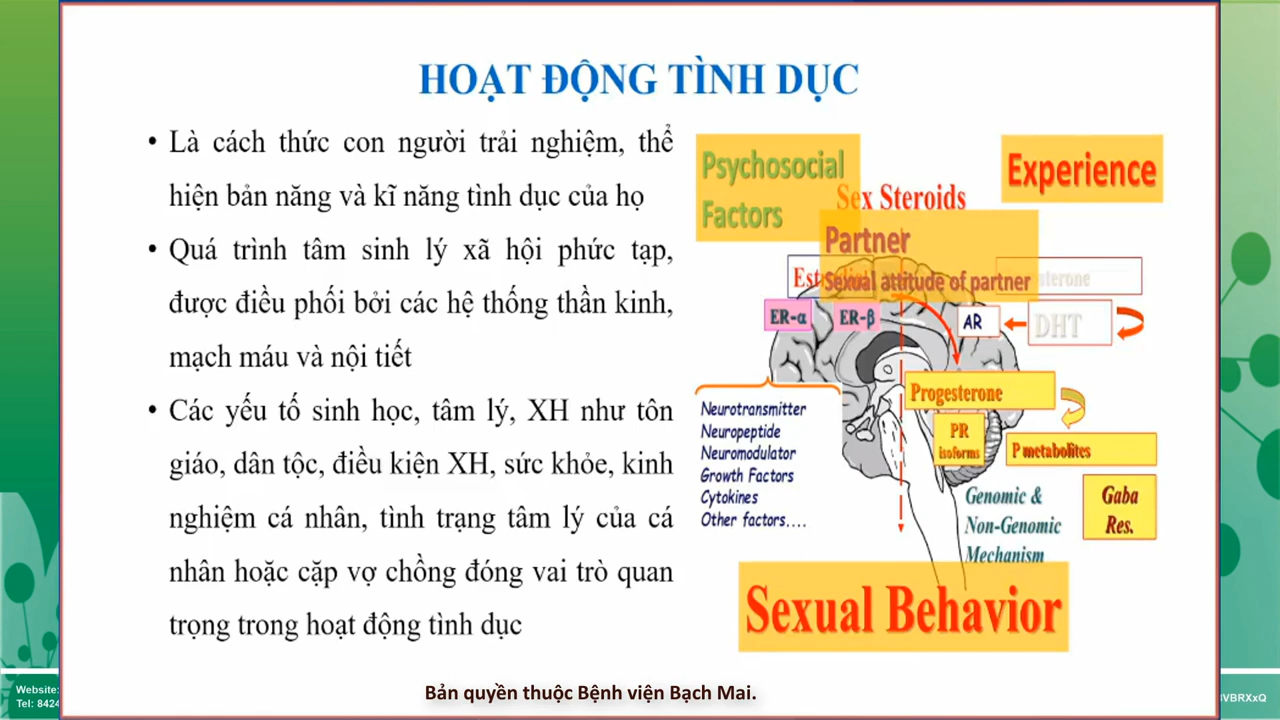 HOẠT ĐỘNG TÌNH DỤC
• Là cách thức con người trải nghiệm, thể
hiện bản năng và kĩ năng tình dục của họ
• Quá trình tâm sinh lý xã hội phức tạp,
được điều phối bởi các hệ thống thần kinh,
mạch máu và nội tiết
• Các yếu tố sinh học, tâm lý, XH như tôn
giáo, dân tộc, điều kiện XH, sức khỏe, kinh
nghiệm cá nhân, tình trạng tâm lý của cá
nhân hoặc cặp vợ chồng đóng vai trò quan
trọng trong hoạt động tình dục
Psychosocial
Factors
Experience
Sex Steroids
Partner
Sexual attitude of partner
ER-α
ER-β
AR
DHT
Progesterone
PR
isoforms
P metabolites
Neurotransmitter
Neuropeptide
Neuromodulator
Growth Factors
Cytokines
Other factors....
Genomic &
Non-Genomic
Mechanism
Gaba
Res.
Sexual Behavior
Bản quyền thuộc Bệnh viện Bạch Mai.
Website:
Tel: 8424